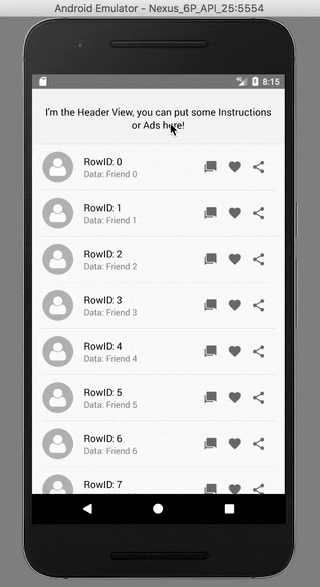 Android Emulator - Nexus_6P_API_25:5554
8:15
I'm the Header View, you can put some Instructions
or Ads here!
RowID: 0
Data: Friend 0
RowID: 1
Data: Friend 1
RowID: 2
Data: Friend 2
RowID: 3
Data: Friend 3
RowID: 4
Data: Friend 4
RowID: 5
Data: Friend 5
RowID: 6
Data: Friend 6
RowID: 7